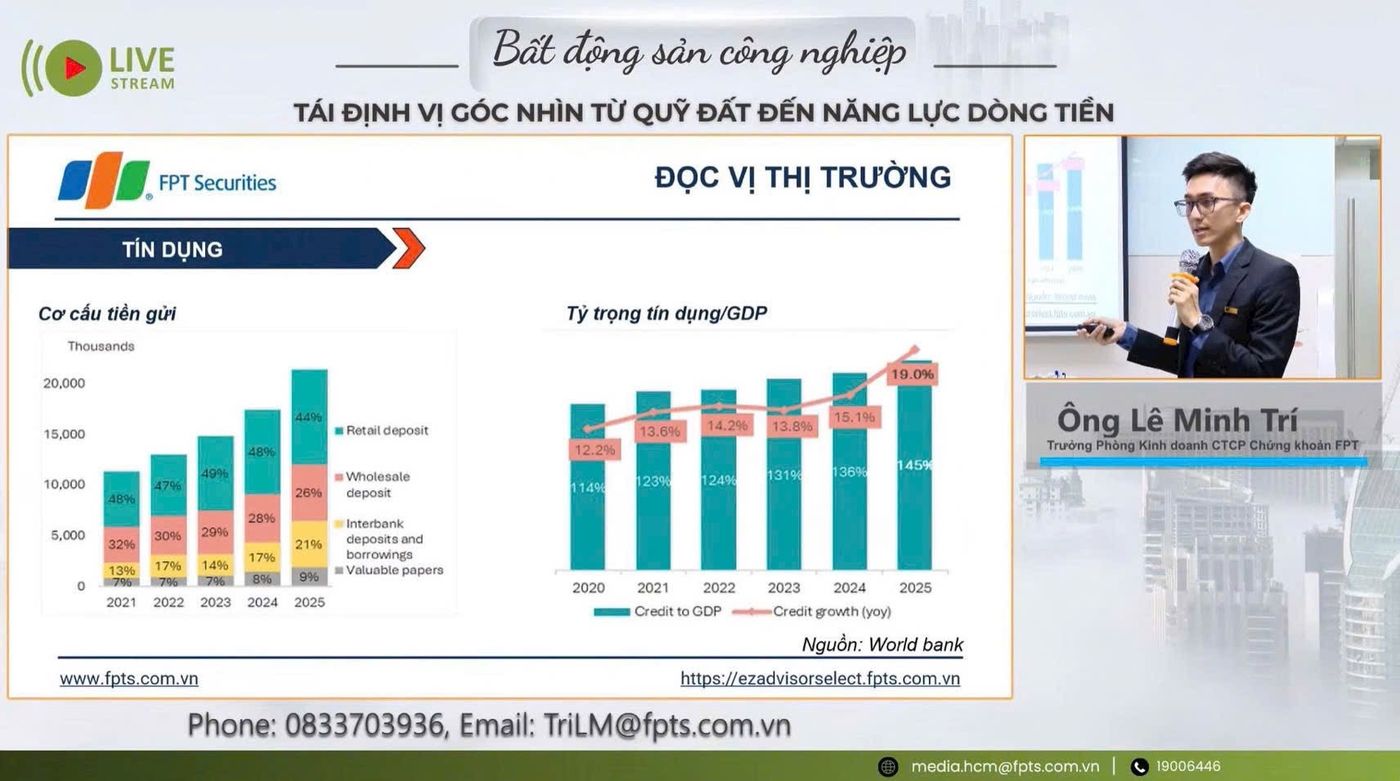 LIVE
STREAM
Bất động sản công nghiệp
TÁI ĐỊNH VỊ GÓC NHÌN TỪ QUỸ ĐẤT ĐẾN NĂNG LỰC DÒNG TIỀN
FPT Securities
ĐỌC VỊ THỊ TRƯỜNG
TÍN DỤNG
Cơ cấu tiền gửi
Thousands
20,000
15,000
10,000
5,000
0
48%
32%
13%
7%
47%
30%
17%
7%
49%
29%
14%
7%
48%
28%
17%
8%
44%
26%
21%
9%
2021 2022 2023 2024 2025
Retail deposit
Wholesale
deposit
Interbank
deposits and
borrowings
Valuable papers
Tỷ trọng tín dụng/GDP
12.2% 13.6% 14.2% 13.8% 15.1% 19.0%
114% 123% 124% 131% 136% 145%
2020 2021 2022 2023 2024 2025
Credit to GDP Credit growth (yoy)
Nguồn: World bank
www.fpts.com.vn
https://ezadvisorselect.fpts.com.vn
Ông Lê Minh Trí
Trưởng Phòng Kinh doanh CTCP Chứng khoán FPT
Phone: 0833703936, Email: TriLM@fpts.com.vn
media.hcm@fpts.com.vn | 19006446